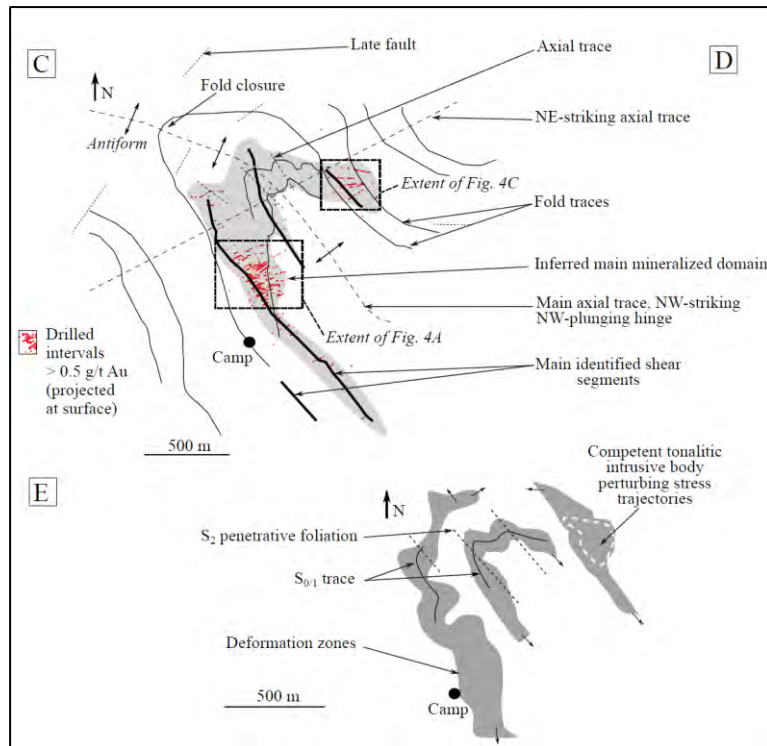 C
Late fault
Axial trace
D
N
Fold closure
NE-striking axial trace
Antiform
Extent of Fig. 4C
Fold traces
Inferred main mineralized domain
Main axial trace, NW-striking
NW-plunging hinge
Extent of Fig. 4A
Drilled
intervals
> 0.5 g/t Au
(projected
at surface)
Camp
Main identified shear
segments
500 m
E
N
Competent tonalitic
intrusive body
perturbing stress
trajectories
S2 penetrative foliation
S0/1 trace
Deformation zones
500 m
Camp